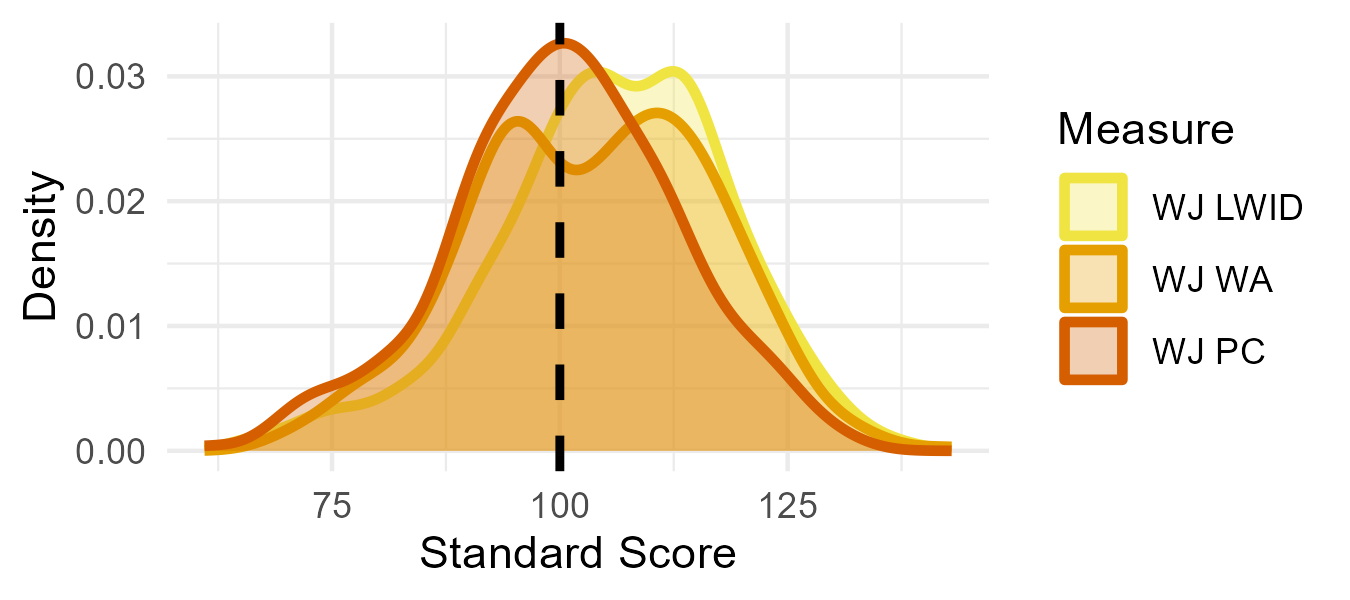 Density
0.03
0.02
0.01
0.00
75 100 125
Standard Score
Measure
WJ LWID
WJ WA
WJ PC